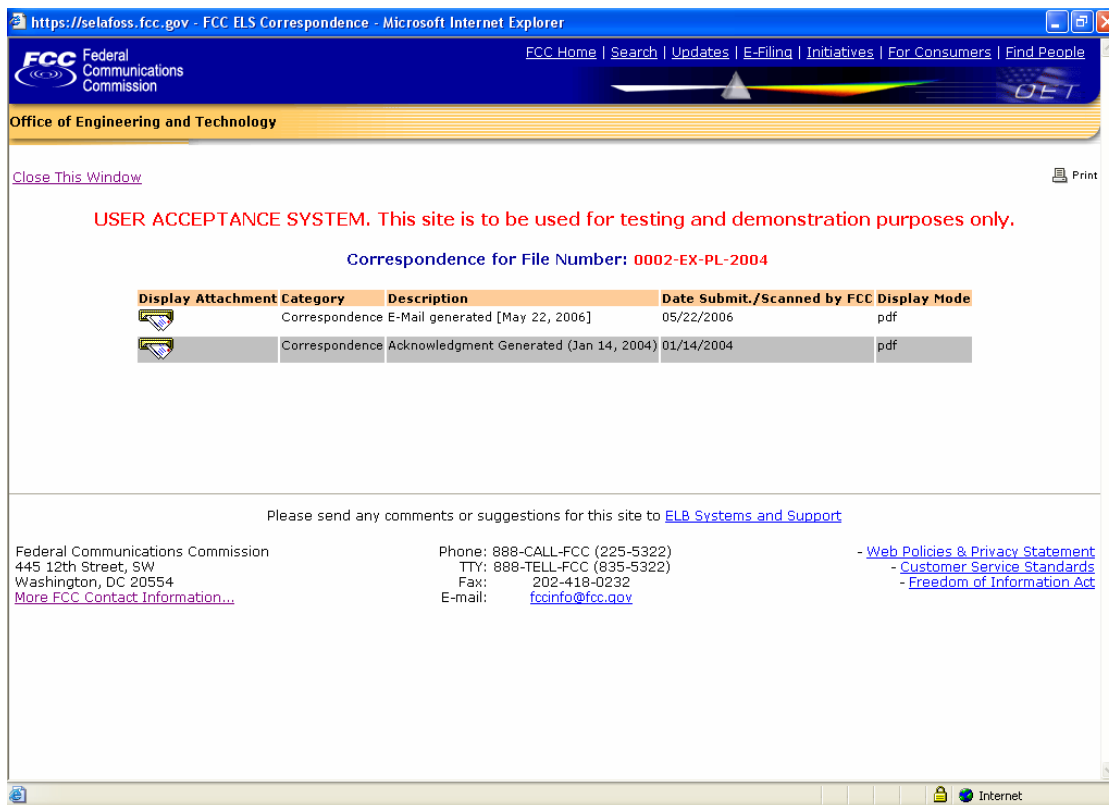 https://selafoss.fcc.gov - FCC ELS Correspondence - Microsoft Internet Explorer
FCC Federal Communications Commission
FCC Home | Search | Updates | E-Filing | Initiatives | For Consumers | Find People
OET
Office of Engineering and Technology
Close This Window
Print
USER ACCEPTANCE SYSTEM. This site is to be used for testing and demonstration purposes only.
Correspondence for File Number: 0002-EX-PL-2004
Display Attachment Category Description Date Submit./Scanned by FCC Display Mode
Correspondence E-Mail generated [May 22, 2006] 05/22/2006 pdf
Correspondence Acknowledgment Generated (Jan 14, 2004) 01/14/2004 pdf
Please send any comments or suggestions for this site to ELB Systems and Support
Federal Communications Commission
445 12th Street, SW
Washington, DC 20554
More FCC Contact Information...
Phone: 888-CALL-FCC (225-5322)
TTY: 888-TELL-FCC (835-5322)
Fax: 202-418-0232
E-mail: fccinfo@fcc.gov
- Web Policies & Privacy Statement
- Customer Service Standards
- Freedom of Information Act
Internet